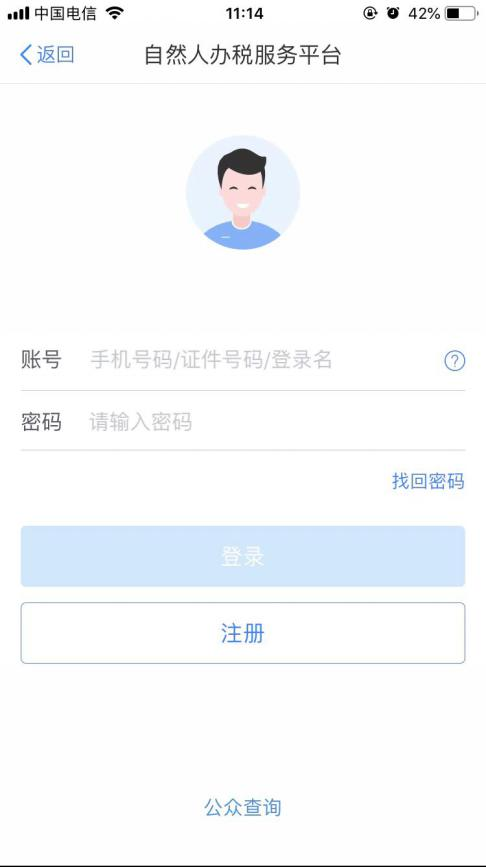 中国电信 11:14 42%
返回 自然人办税服务平台
账号 手机号码/证件号码/登录名 ?
密码 请输入密码
找回密码
登录
注册
公众查询